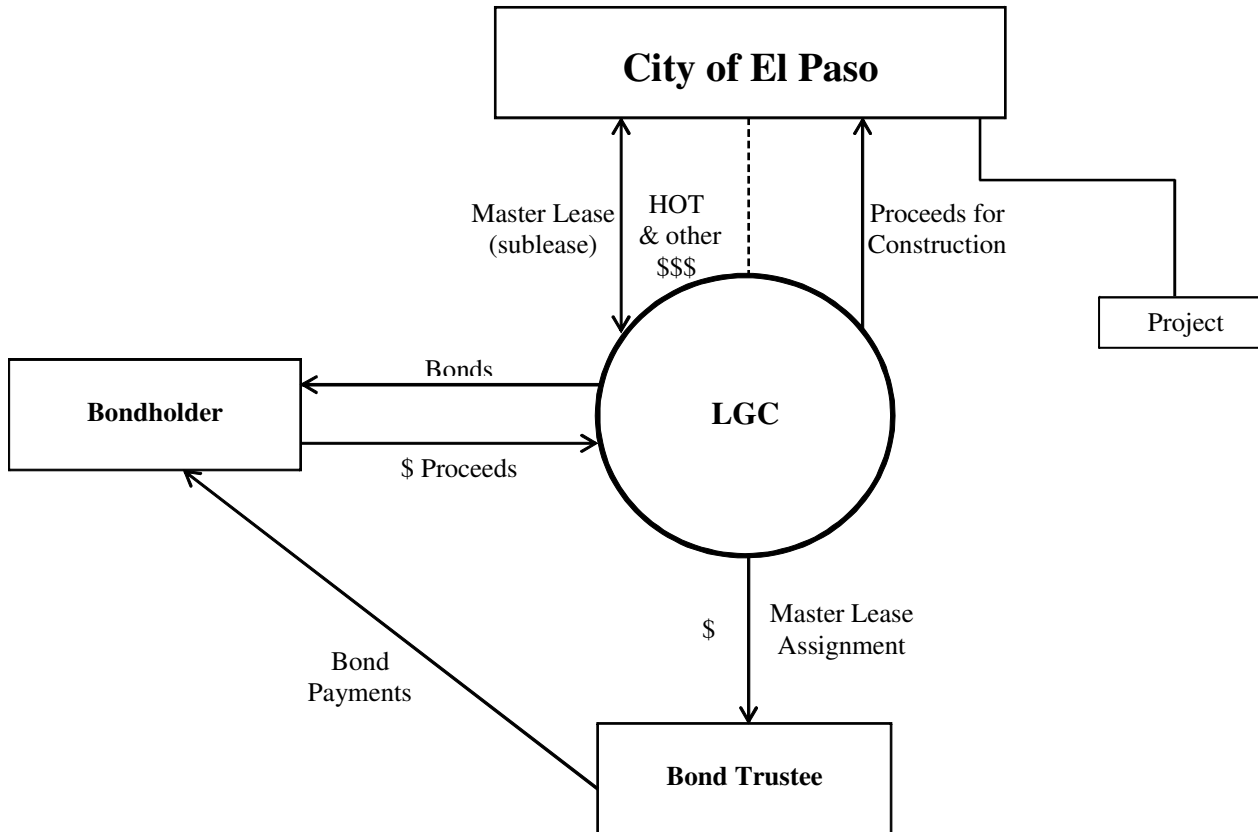 City of El Paso
Master Lease
(sublease)
HOT
& other
$$$
Proceeds for
Construction
Project
Bonds
Bondholder
LGC
$ Proceeds
$
Master Lease
Assignment
Bond
Payments
Bond Trustee